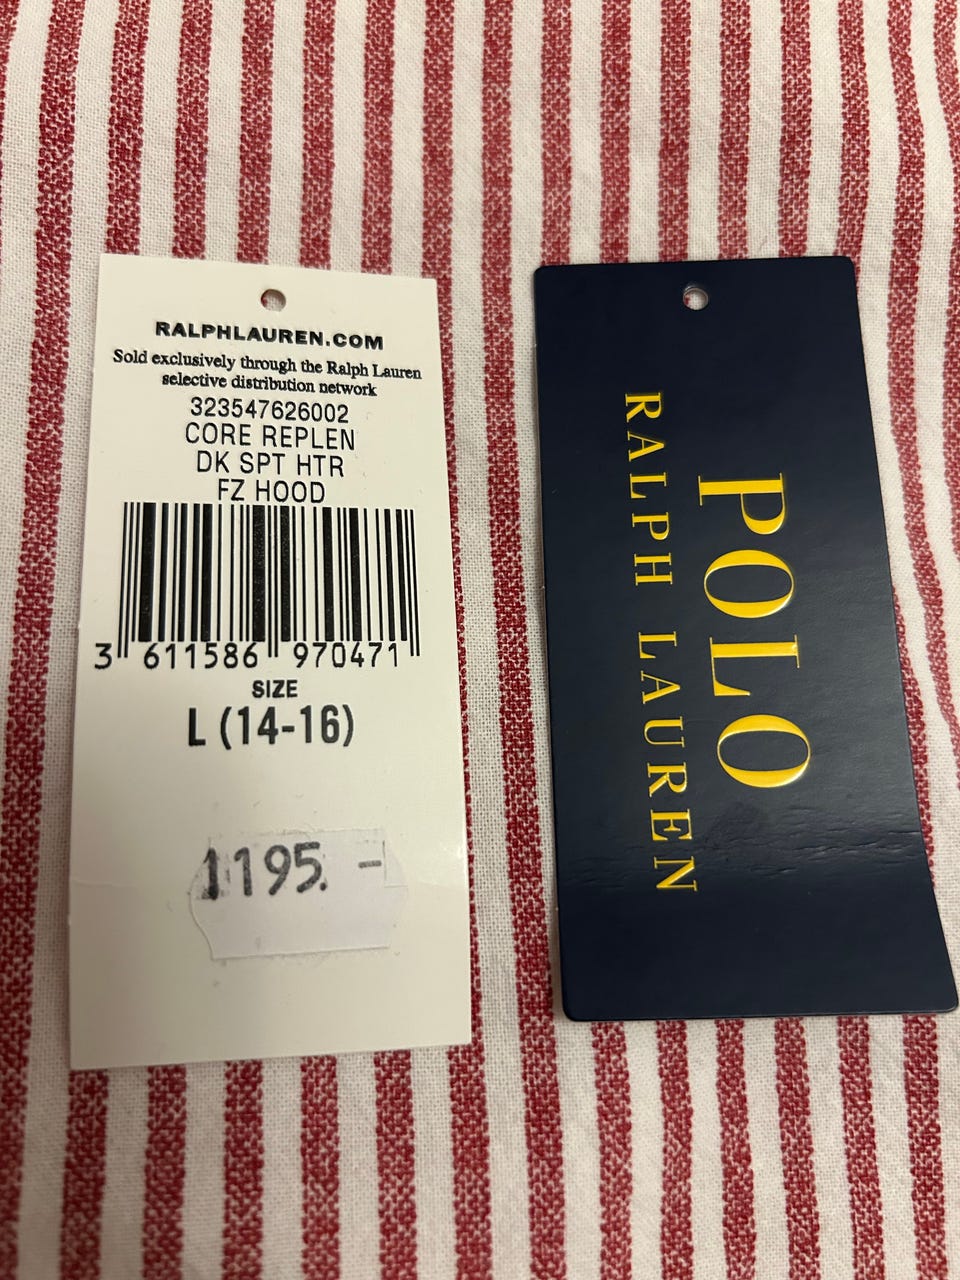 RALPHLAUREN.COM
Sold exclusively through the Ralph Lauren
selective distribution network
323547626002
CORE REPLEN
DK SPT HTR
FZ HOOD
3 611586 970471
SIZE
L (14-16)
1195. -
POLO
RALPH LAUREN